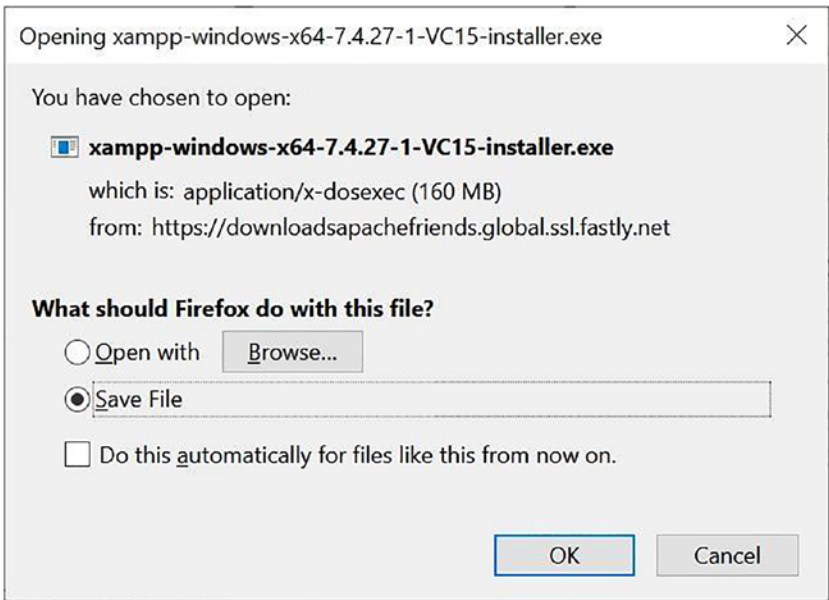 Opening xampp-windows-x64-7.4.27-1-VC15-installer.exe
You have chosen to open:
xampp-windows-x64-7.4.27-1-VC15-installer.exe
which is: application/x-dosexec (160 MB)
from: https://downloadsapachefriends.global.ssl.fastly.net
What should Firefox do with this file?
Open with Browse...
Save File
Do this automatically for files like this from now on.
OK Cancel